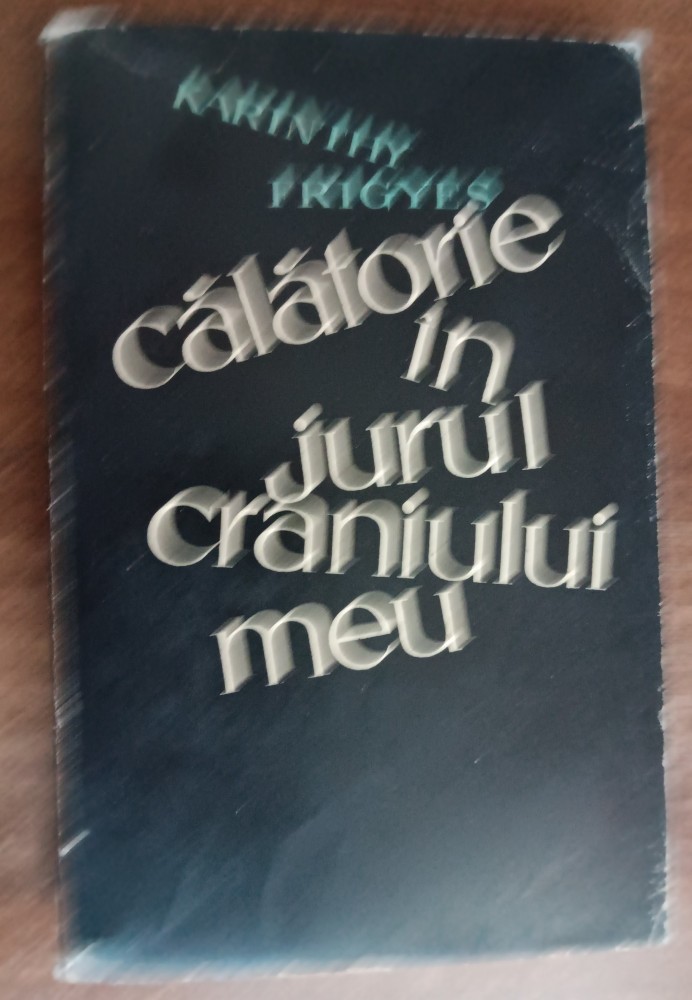 KARINTHY
FRIGYES
călătorie
în
jurul
craniului
meu